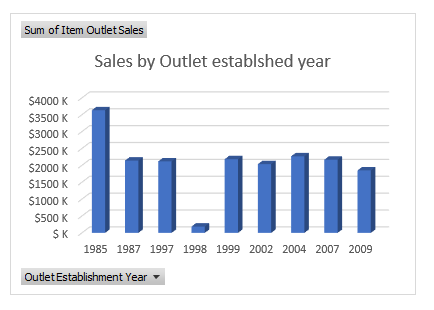 Sum of Item Outlet Sales
Sales by Outlet establshed year
$4000 K
$3500 K
$3000 K
$2500 K
$2000 K
$1500 K
$1000 K
$500 K
$ K
1985 1987 1997 1998 1999 2002 2004 2007 2009
Outlet Establishment Year